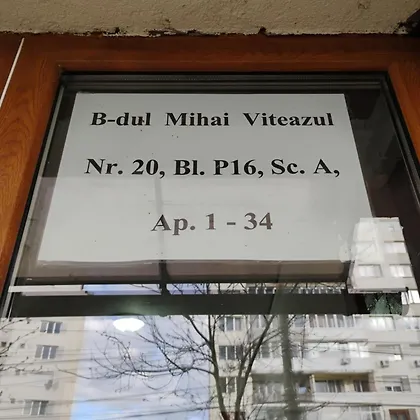 B-dul Mihai Viteazul
Nr. 20, Bl. P16, Sc. A,
Ap. 1 - 34